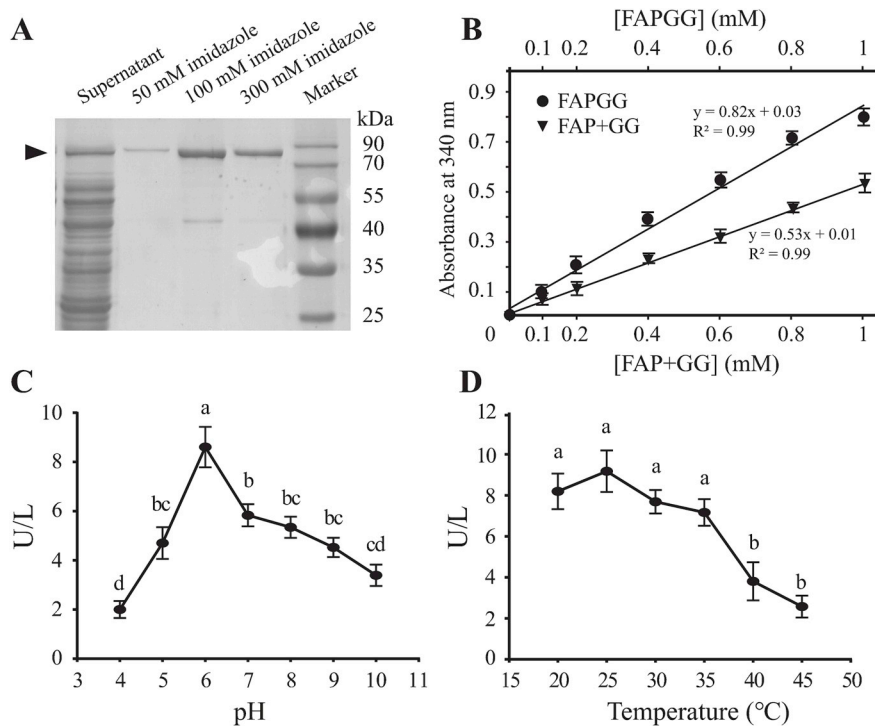 A
Supernatant
50 mM imidazole
100 mM imidazole
300 mM imidazole
Marker
kDa
90
70
55
40
35
25
B
[FAPGG] (mM)
0.1 0.2 0.4 0.6 0.8 1
Absorbance at 340 nm
0.9
0.7
0.5
0.3
0.1
0
FAPGG
FAP+GG
y = 0.82x + 0.03
R² = 0.99
y = 0.53x + 0.01
R² = 0.99
0.1 0.2 0.4 0.6 0.8 1
[FAP+GG] (mM)
C
U/L
10
8
6
4
2
0
d
bc
a
b
bc
bc
cd
3 4 5 6 7 8 9 10 11
pH
D
U/L
12
10
8
6
4
2
0
a
a
a
a
b
b
15 20 25 30 35 40 45 50
Temperature (°C)